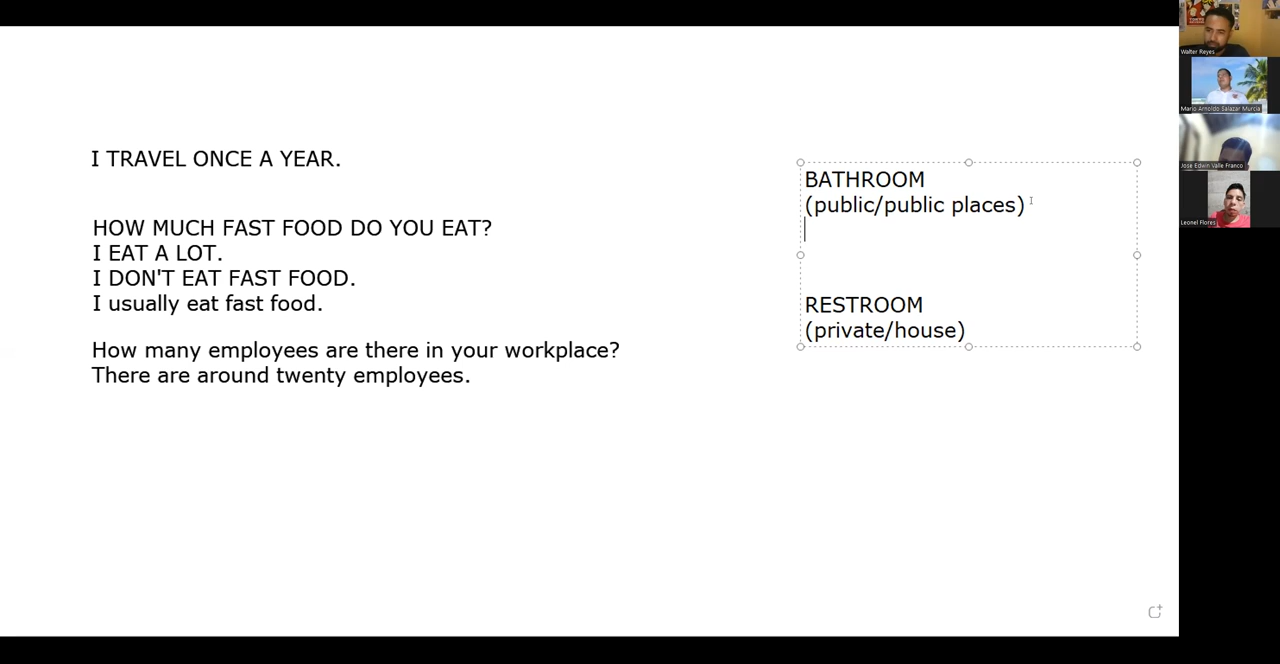 I TRAVEL ONCE A YEAR.
HOW MUCH FAST FOOD DO YOU EAT?
I EAT A LOT.
I DON'T EAT FAST FOOD.
I usually eat fast food.
How many employees are there in your workplace?
There are around twenty employees.
BATHROOM
(public/public places)
RESTROOM
(private/house)
Walter Reyes
Mario Arnoldo Salazar Murcia
Jose Edwin Valle Franco
Leonel Flores